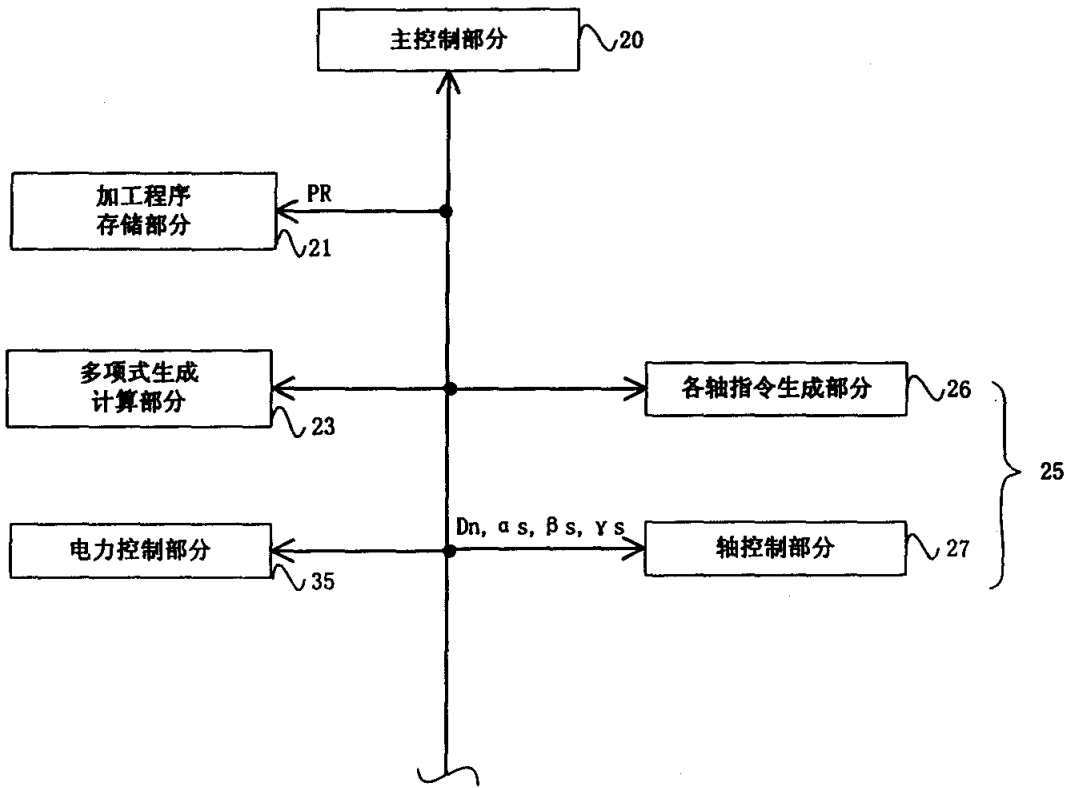 主控制部分
20
PR
加工程序
存储部分
21
多项式生成
计算部分
23
各轴指令生成部分
26
25
Dn, α s, β s, γ s
电力控制部分
35
轴控制部分
27